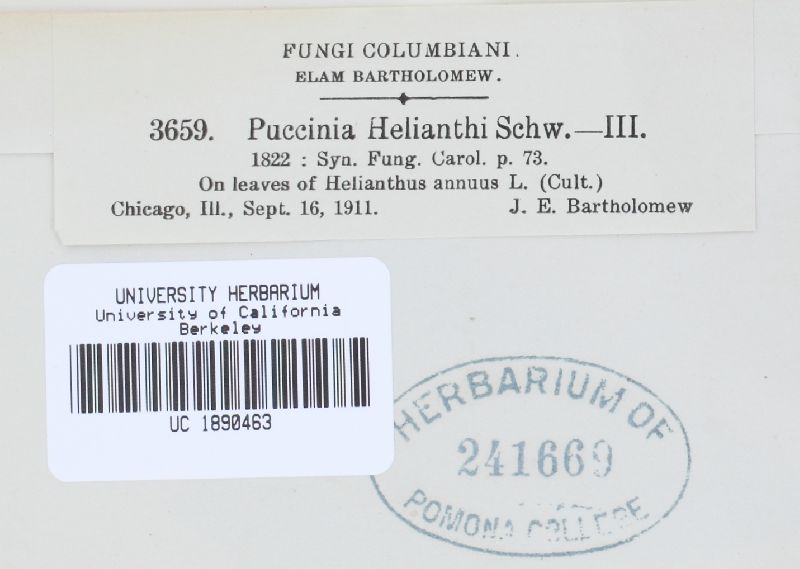 FUNGI COLUMBIANI.
ELAM BARTHOLOMEW.
3659. Puccinia Helianthi Schw.—III.
1822 : Syn. Fung. Carol. p. 73.
On leaves of Helianthus annuus L. (Cult.)
Chicago, Ill., Sept. 16, 1911. J. E. Bartholomew
UNIVERSITY HERBARIUM
University of California
Berkeley
UC 1890463
HERBARIUM OF
241669
POMONA COLLEGE